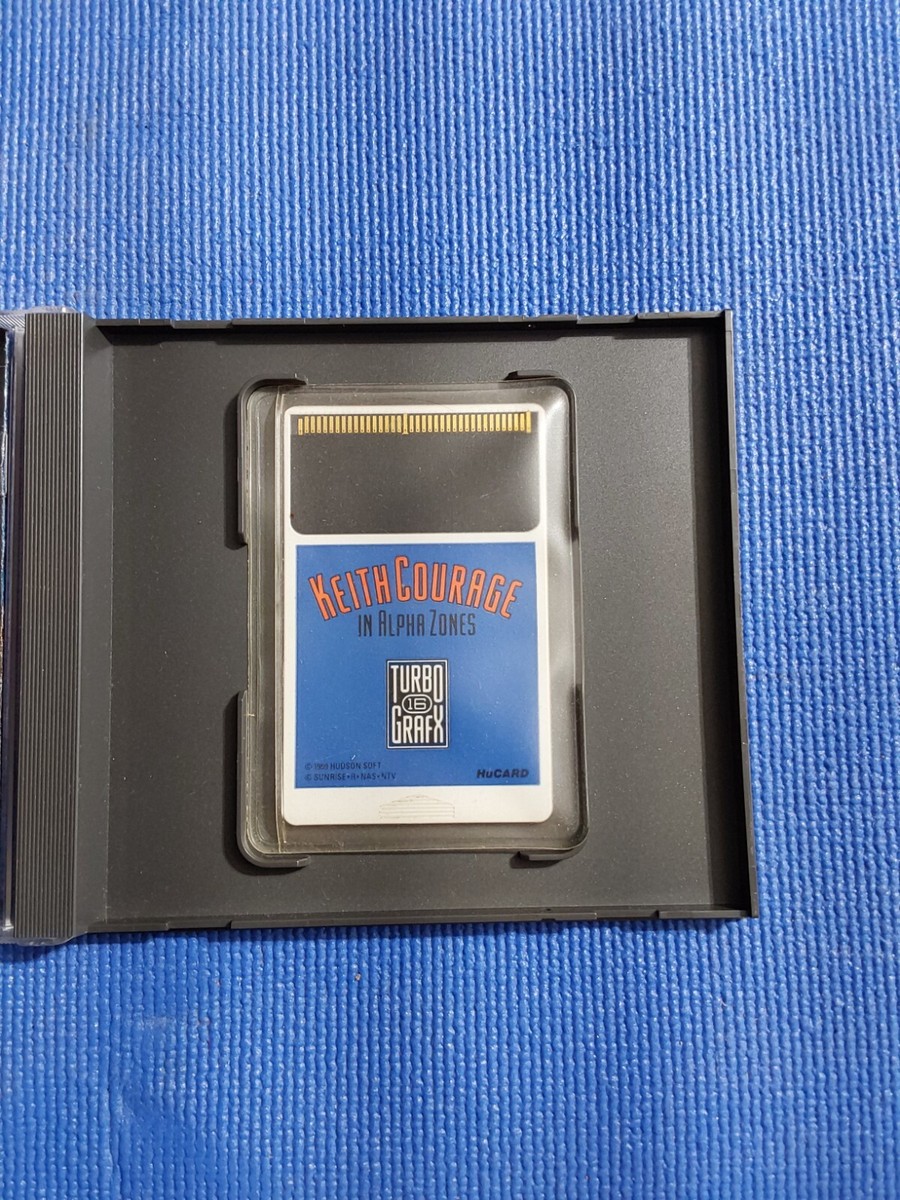 KEITH COURAGE
IN ALPHA ZONES
TURBO
16
GRAFX
© 1989 HUDSON SOFT
© SUNRISE•R•NAS•NTV
HuCARD